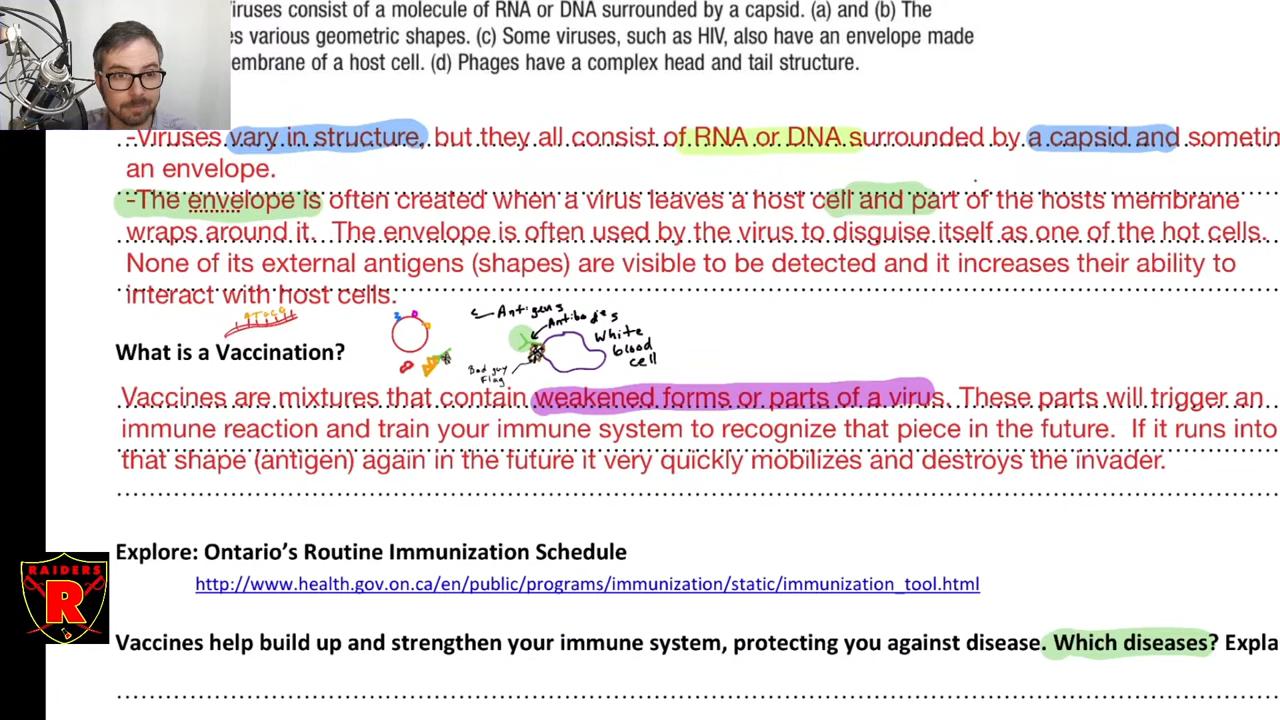 iruses consist of a molecule of RNA or DNA surrounded by a capsid. (a) and (b) The
s various geometric shapes. (c) Some viruses, such as HIV, also have an envelope made
embrane of a host cell. (d) Phages have a complex head and tail structure.
-Viruses vary in structure, but they all consist of RNA or DNA surrounded by a capsid and sometin
an envelope.
-The envelope is often created when a virus leaves a host cell and part of the hosts membrane
wraps around it. The envelope is often used by the virus to disguise itself as one of the hot cells.
None of its external antigens (shapes) are visible to be detected and it increases their ability to
interact with host cells.
Antigens
Antibodies
White
blood
cell
Bad guy
Flag
What is a Vaccination?
Vaccines are mixtures that contain weakened forms or parts of a virus. These parts will trigger an
immune reaction and train your immune system to recognize that piece in the future. If it runs into
that shape (antigen) again in the future it very quickly mobilizes and destroys the invader.
RAIDERS
R
Explore: Ontario's Routine Immunization Schedule
http://www.health.gov.on.ca/en/public/programs/immunization/static/immunization_tool.html
Vaccines help build up and strengthen your immune system, protecting you against disease. Which diseases? Expla